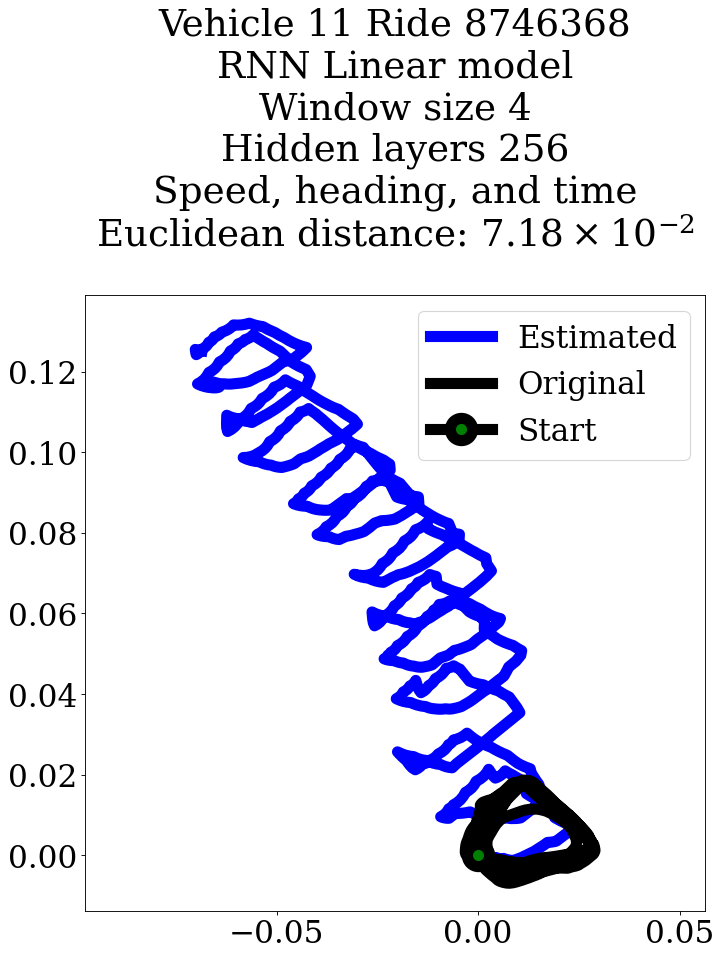 Vehicle 11 Ride 8746368
RNN Linear model
Window size 4
Hidden layers 256
Speed, heading, and time
Euclidean distance: 7.18 × 10⁻²
Estimated
Original
Start
0.12
0.10
0.08
0.06
0.04
0.02
0.00
−0.05 0.00 0.05